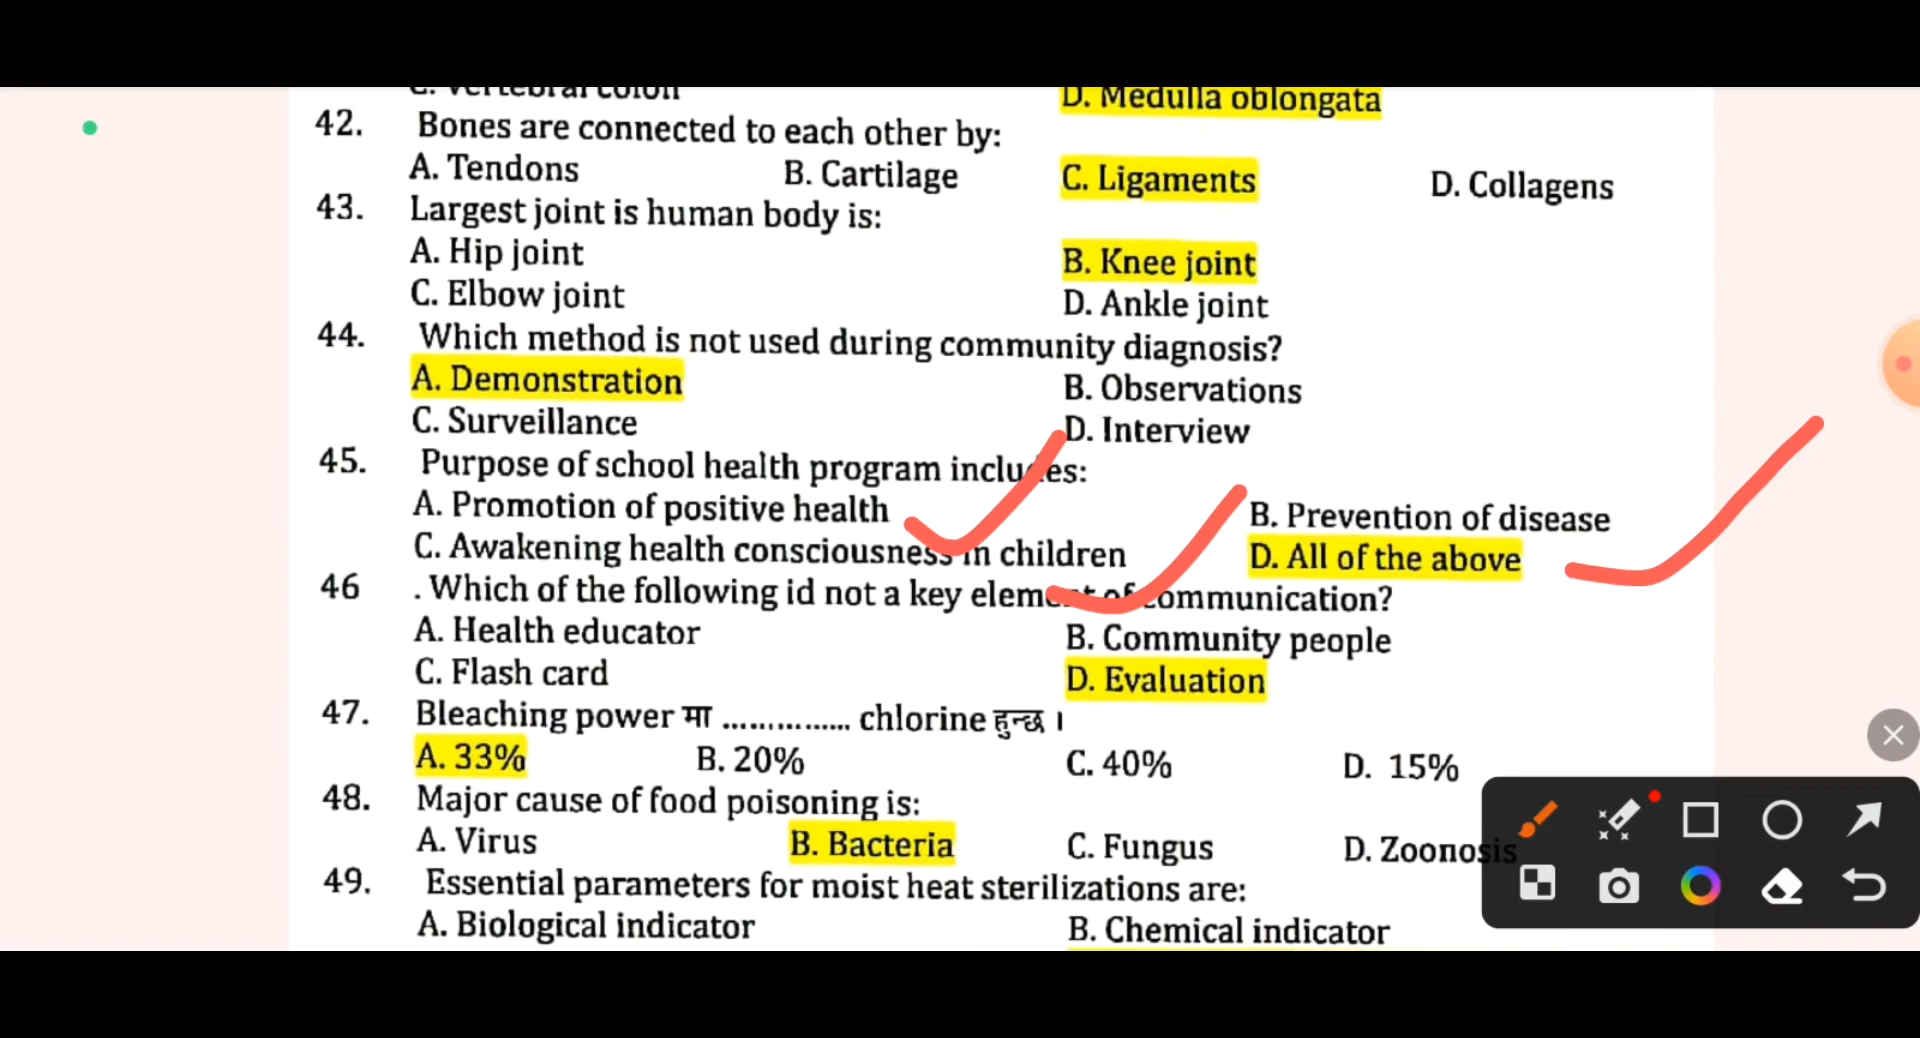 C. Vertebral colon D. Medulla oblongata
42. Bones are connected to each other by:
A. Tendons B. Cartilage C. Ligaments D. Collagens
43. Largest joint is human body is:
A. Hip joint B. Knee joint
C. Elbow joint D. Ankle joint
44. Which method is not used during community diagnosis?
A. Demonstration B. Observations
C. Surveillance D. Interview
45. Purpose of school health program includes:
A. Promotion of positive health B. Prevention of disease
C. Awakening health consciousness in children D. All of the above
46 . Which of the following id not a key element of communication?
A. Health educator B. Community people
C. Flash card D. Evaluation
47. Bleaching power मा .............. chlorine हुन्छ ।
A. 33% B. 20% C. 40% D. 15%
48. Major cause of food poisoning is:
A. Virus B. Bacteria C. Fungus D. Zoonosis
49. Essential parameters for moist heat sterilizations are:
A. Biological indicator B. Chemical indicator